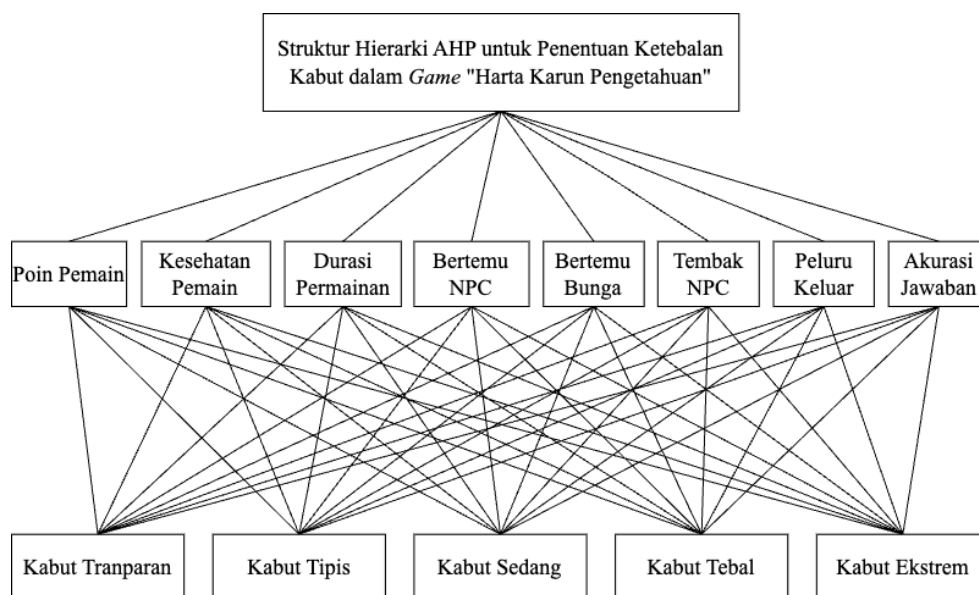 Struktur Hierarki AHP untuk Penentuan Ketebalan
Kabut dalam Game "Harta Karun Pengetahuan"
Poin Pemain
Kesehatan
Pemain
Durasi
Permainan
Bertemu
NPC
Bertemu
Bunga
Tembak
NPC
Peluru
Keluar
Akurasi
Jawaban
Kabut Tranparan
Kabut Tipis
Kabut Sedang
Kabut Tebal
Kabut Ekstrem